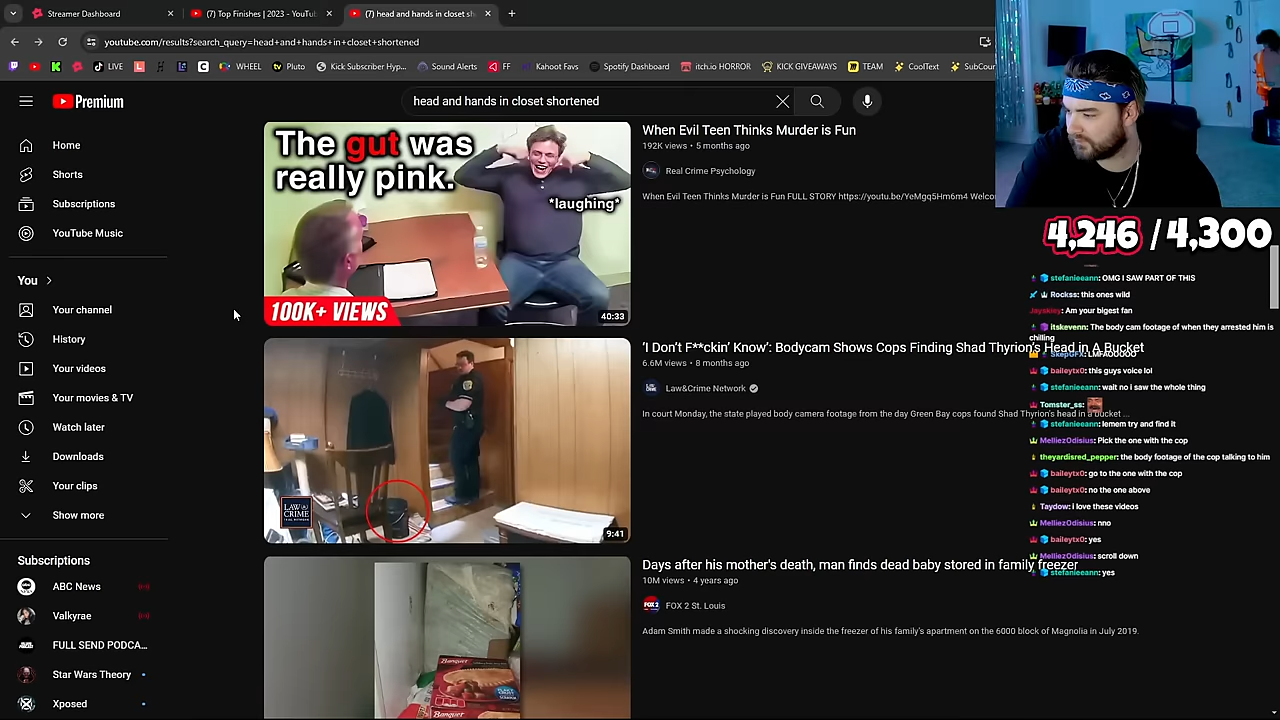 Streamer Dashboard
(7) Top Finishes | 2023 - YouTu
(7) head and hands in closet sh
youtube.com/results?search_query=head+and+hands+in+closet+shortened
LIVE
WHEEL
Pluto
Kick Subscriber Hyp...
Sound Alerts
FF
Kahoot Favs
Spotify Dashboard
itch.io HORROR
KICK GIVEAWAYS
TEAM
CoolText
SubCoun
Premium
head and hands in closet shortened
Home
Shorts
Subscriptions
YouTube Music
You
Your channel
History
Your videos
Your movies & TV
Watch later
Downloads
Your clips
Show more
Subscriptions
ABC News
Valkyrae
FULL SEND PODCA...
Star Wars Theory
Xposed
The gut was
really pink.
*laughing*
100K+ VIEWS
40:33
When Evil Teen Thinks Murder is Fun
192K views • 5 months ago
Real Crime Psychology
When Evil Teen Thinks Murder is Fun FULL STORY https://youtu.be/YeMgq5Hm6m4 Welco
LAW&
CRIME
9:41
‘I Don’t F**ckin’ Know’: Bodycam Shows Cops Finding Shad Thyrion’s Head in A Bucket
6.6M views • 8 months ago
Law&Crime Network
In court Monday, the state played body camera footage from the day Green Bay cops found Shad Thyrion's head in a bucket ...
Banquet
Banquet
Days after his mother's death, man finds dead baby stored in family freezer
10M views • 4 years ago
FOX 2
FOX 2 St. Louis
Adam Smith made a shocking discovery inside the freezer of his family's apartment on the 6000 block of Magnolia in July 2019.
4,246 / 4,300
stefanieeann: OMG I SAW PART OF THIS
Rockss: this ones wild
Am your biggest fan
itskevenn: The body cam footage of when they arrested him is
chilling
SkepGFX: LMFAOOOOO
baileytx0: this guys voice lol
stefanieeann: wait no i saw the whole thing
Tomster_ss:
stefanieeann: lemem try and find it
MelliezOdisius: Pick the one with the cop
theyardisred_pepper: the body footage of the cop talking to him
baileytx0: go to the one with the cop
baileytx0: no the one above
Taydow: i love these videos
MelliezOdisius: nno
baileytx0: yes
MelliezOdisius: scroll down
stefanieeann: yes